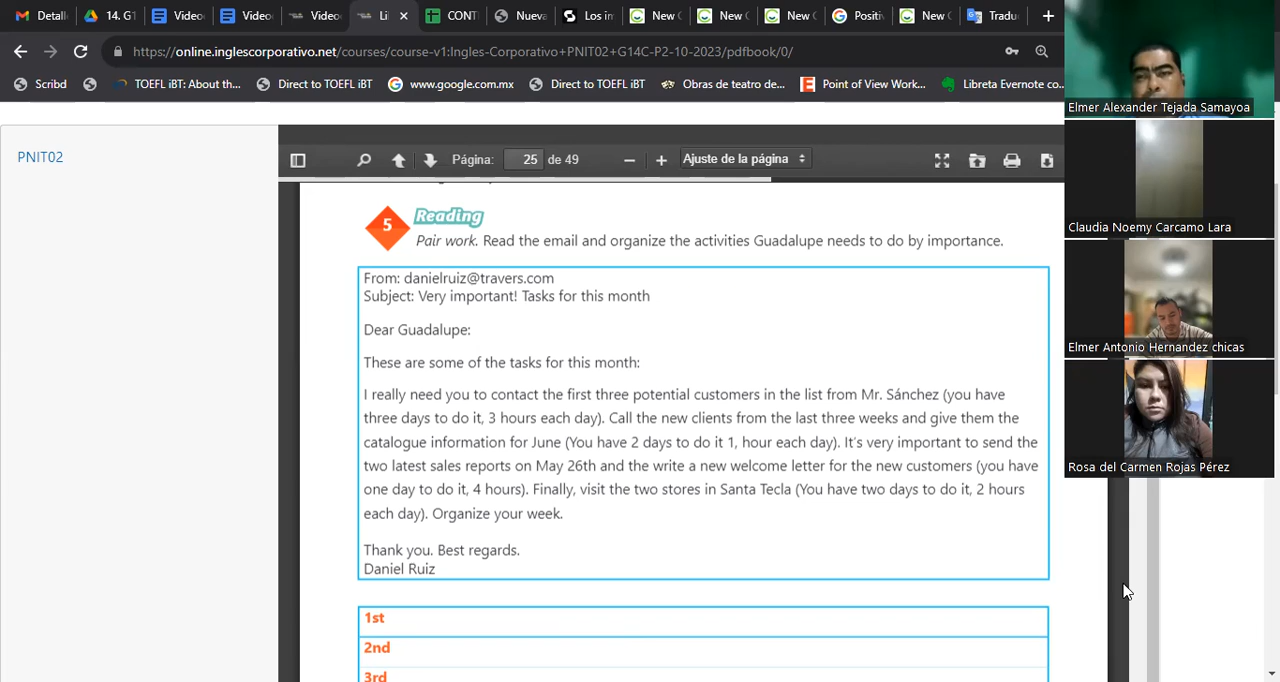 Detall
14. G1
Video
Video
Video
Li
CONT
Nueva
Los in
New C
New C
New C
Positiv
New C
Tradu
https://online.inglescorporativo.net/courses/course-v1:Ingles-Corporativo+PNIT02+G14C-P2-10-2023/pdfbook/0/
Scribd
TOEFL iBT: About th...
Direct to TOEFL iBT
www.google.com.mx
Direct to TOEFL iBT
Obras de teatro de...
Point of View Work...
Libreta Evernote co
PNIT02
Página: 25 de 49
Ajuste de la página
5 Reading
Pair work. Read the email and organize the activities Guadalupe needs to do by importance.
From: danielruiz@travers.com
Subject: Very important! Tasks for this month
Dear Guadalupe:
These are some of the tasks for this month:
I really need you to contact the first three potential customers in the list from Mr. Sánchez (you have
three days to do it, 3 hours each day). Call the new clients from the last three weeks and give them the
catalogue information for June (You have 2 days to do it 1, hour each day). It's very important to send the
two latest sales reports on May 26th and the write a new welcome letter for the new customers (you have
one day to do it, 4 hours). Finally, visit the two stores in Santa Tecla (You have two days to do it, 2 hours
each day). Organize your week.
Thank you. Best regards.
Daniel Ruiz
1st
2nd
3rd
Elmer Alexander Tejada Samayoa
Claudia Noemy Carcamo Lara
Elmer Antonio Hernandez chicas
Rosa del Carmen Rojas Pérez